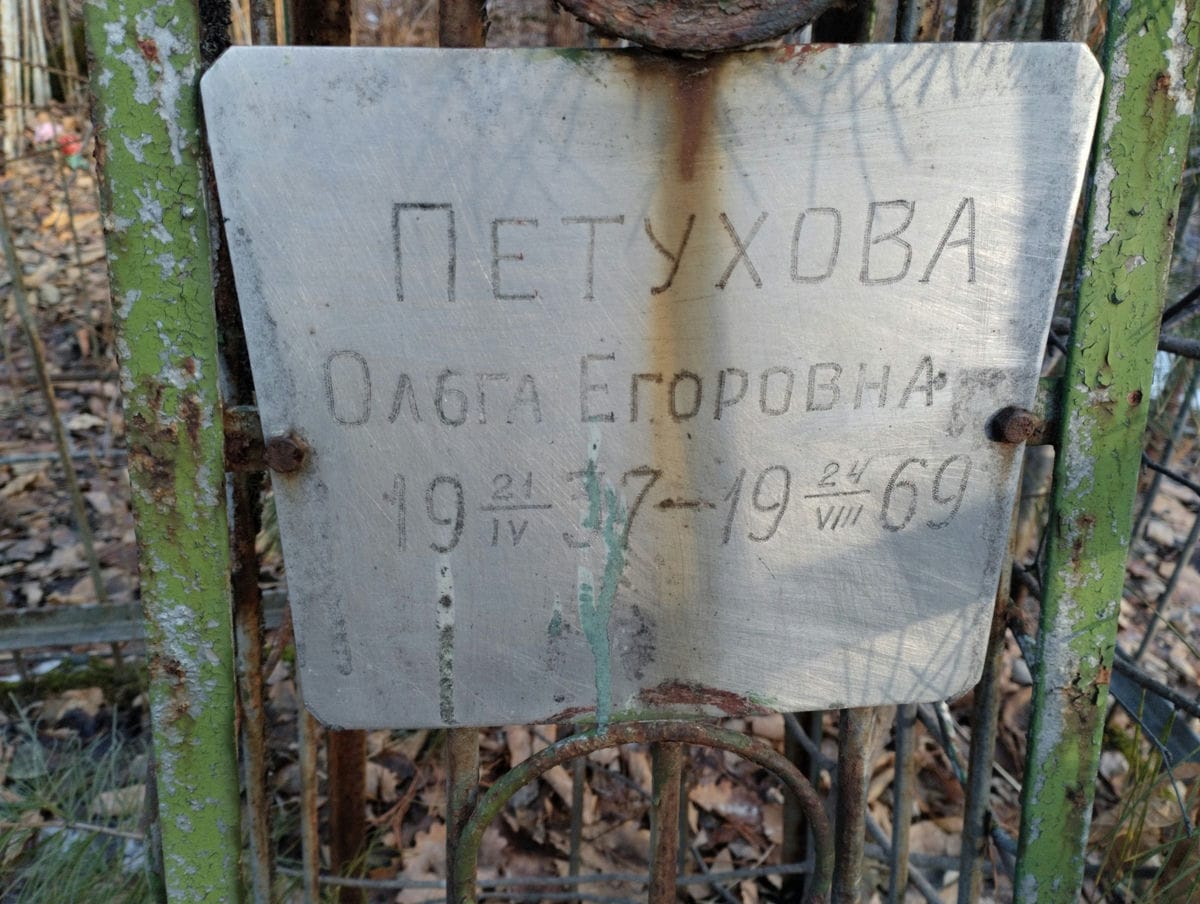 ПЕТУХОВА
ОЛЬГА ЕГОРОВНА
19 21/IV 37 – 19 24/VIII 69